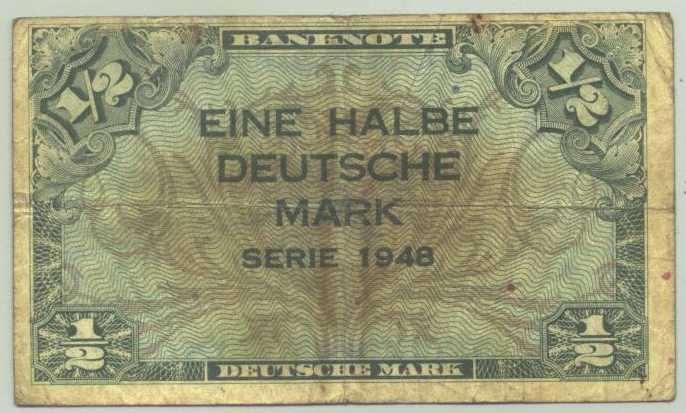 BANKNOTE
1/2 1/2
EINE HALBE
DEUTSCHE
MARK
SERIE 1948
1/2 1/2
DEUTSCHE MARK